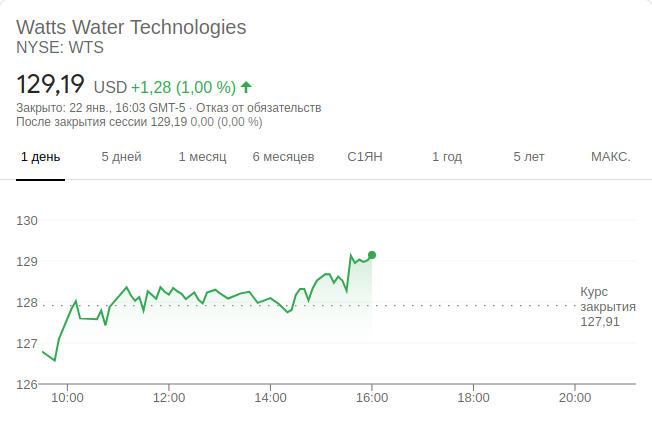 Watts Water Technologies
NYSE: WTS
129,19 USD +1,28 (1,00 %)
Закрыто: 22 янв., 16:03 GMT-5 · Отказ от обязательств
После закрытия сессии 129,19 0,00 (0,00 %)
1 день 5 дней 1 месяц 6 месяцев С1ЯН 1 год 5 лет МАКС.
130
129
128
127
126
Курс
закрытия
127,91
10:00 12:00 14:00 16:00 18:00 20:00